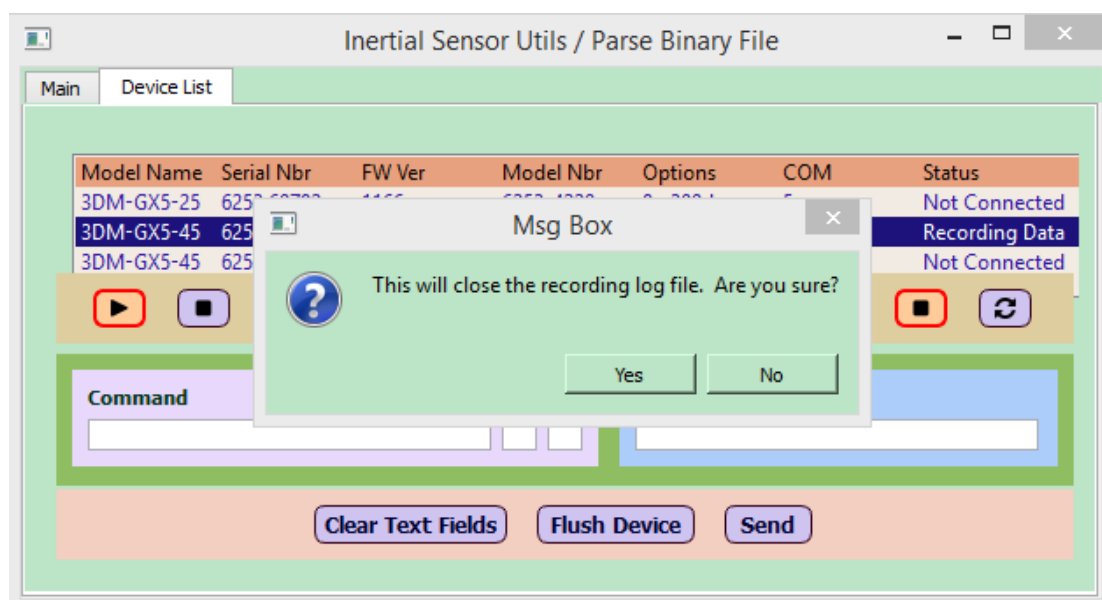 Inertial Sensor Utils / Parse Binary File
Main Device List
Model Name Serial Nbr FW Ver Model Nbr Options COM Status
3DM-GX5-25 Not Connected
3DM-GX5-45 625 Recording Data
3DM-GX5-45 625 Not Connected
Msg Box
This will close the recording log file. Are you sure?
Yes No
Command
Clear Text Fields Flush Device Send